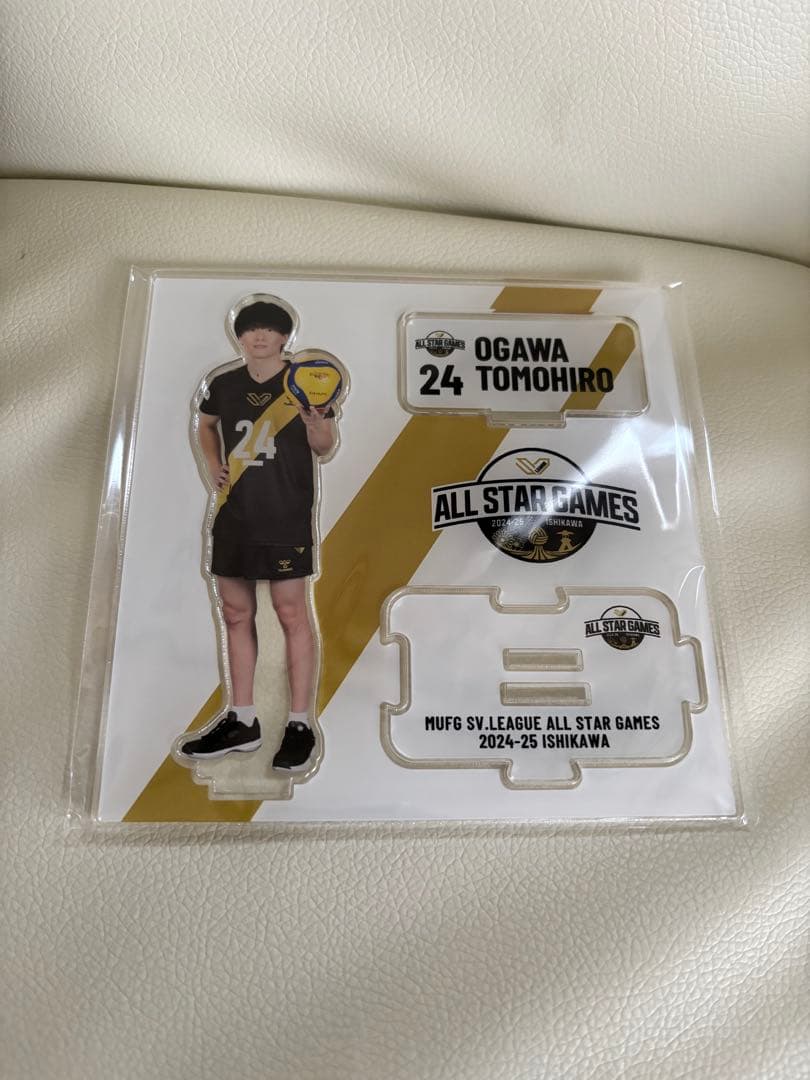 ALL STAR GAMES
24
OGAWA
TOMOHIRO
24
ALL STAR GAMES
2024-25 ISHIKAWA
ALL STAR GAMES
MUFG SV.LEAGUE ALL STAR GAMES
2024-25 ISHIKAWA